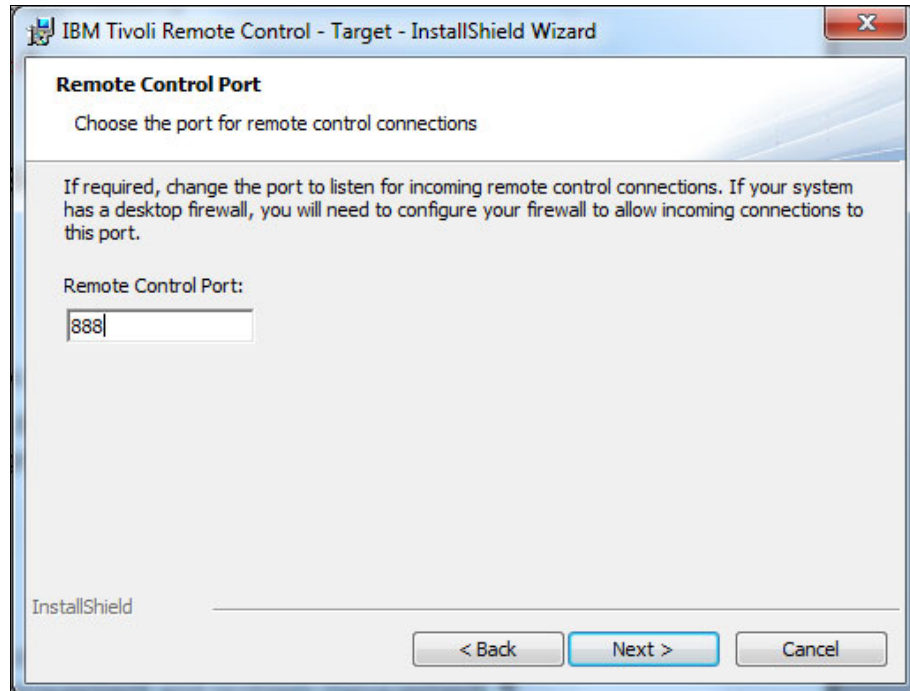 IBM Tivoli Remote Control - Target - InstallShield Wizard
X
Remote Control Port
Choose the port for remote control connections
If required, change the port to listen for incoming remote control connections. If your system
has a desktop firewall, you will need to configure your firewall to allow incoming connections to
this port.
Remote Control Port:
888
InstallShield
< Back Next > Cancel